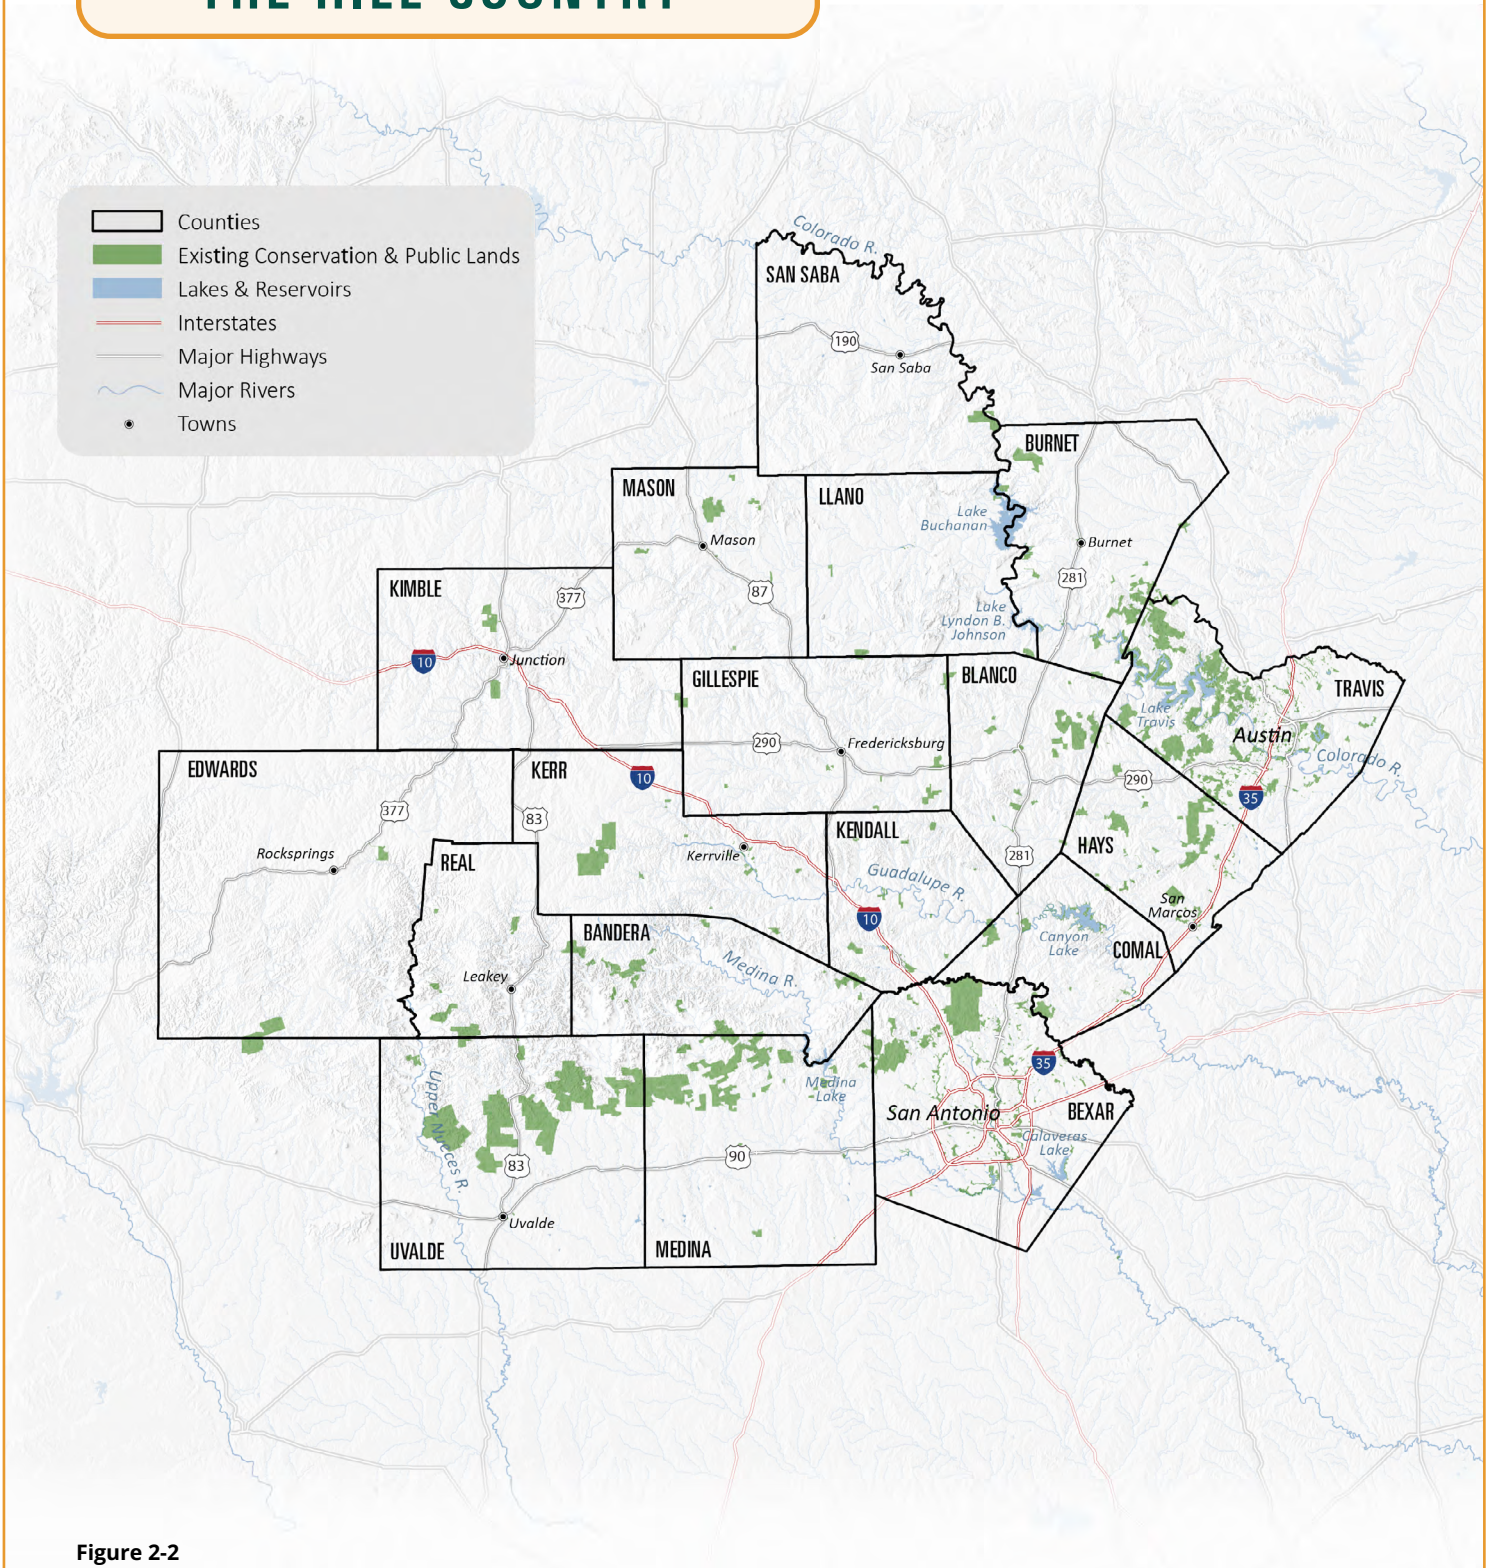 THE HILL COUNTRY
Counties
Existing Conservation & Public Lands
Lakes & Reservoirs
Interstates
Major Highways
Major Rivers
Towns
Colorado R.
SAN SABA
190
San Saba
BURNET
MASON
LLANO
Lake
Buchanan
Mason
Burnet
KIMBLE
377
87
281
Lake
Lyndon B.
Johnson
10
Junction
GILLESPIE
BLANCO
TRAVIS
Lake
Travis
Austin
290
Fredericksburg
Colorado R.
EDWARDS
KERR
10
290
35
377
83
KENDALL
HAYS
Rocksprings
REAL
Kerrville
281
Guadalupe R.
San
Marcos
10
BANDERA
Canyon
Lake
COMAL
Leakey
Medina R.
35
Upper Nueces R.
Medina
Lake
San Antonio
BEXAR
Calaveras
Lake
83
90
Uvalde
UVALDE
MEDINA
Figure 2-2